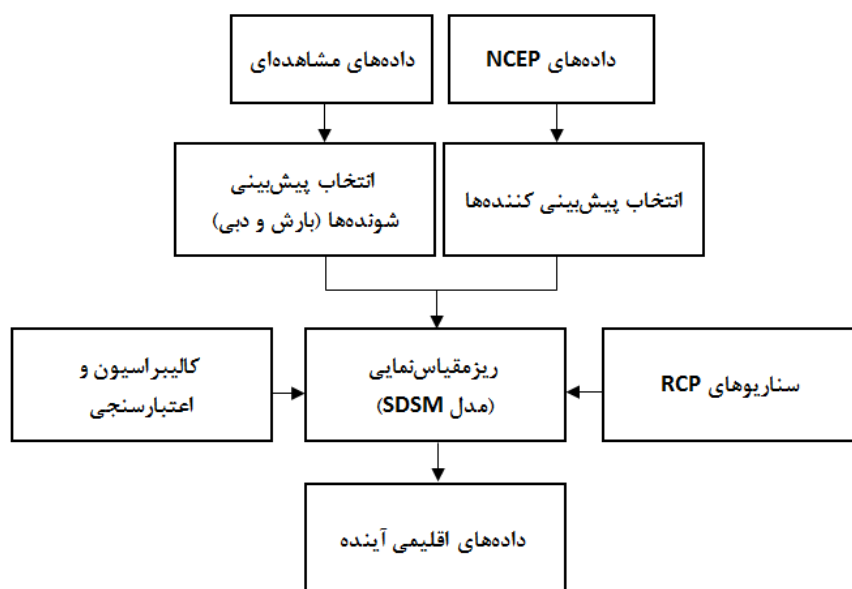 داده‌های مشاهده‌ای
داده‌های NCEP
انتخاب پیش‌بینی
شونده‌ها (بارش و دبی)
انتخاب پیش‌بینی کننده‌ها
کالیبراسیون و
اعتبارسنجی
ریزمقیاس‌نمایی
(مدل SDSM)
سناریوهای RCP
داده‌های اقلیمی آینده